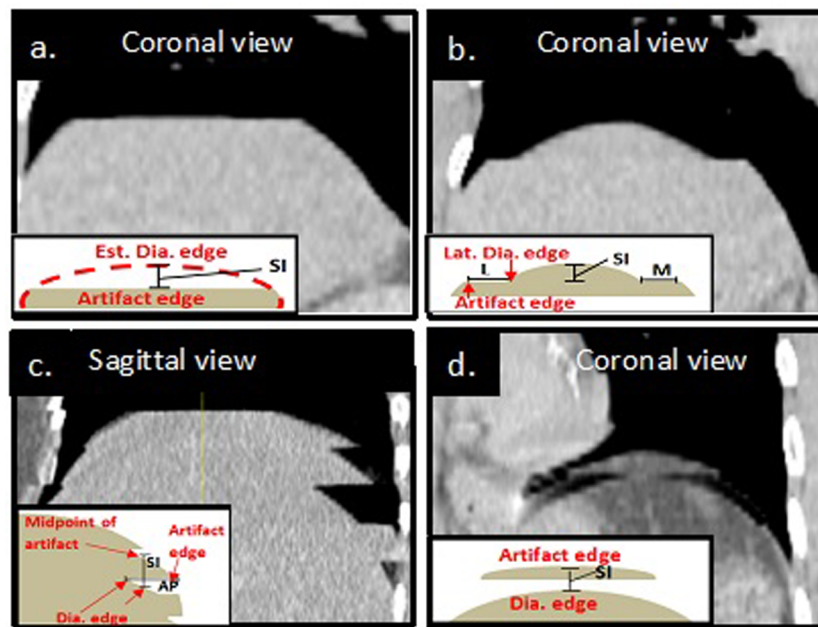 a.
Coronal view
Est. Dia. edge
SI
Artifact edge
b.
Coronal view
Lat. Dia. edge
SI
L
M
Artifact edge
c.
Sagittal view
Midpoint of
artifact
Artifact
edge
SI
AP
Dia. edge
d.
Coronal view
Artifact edge
SI
Dia. edge